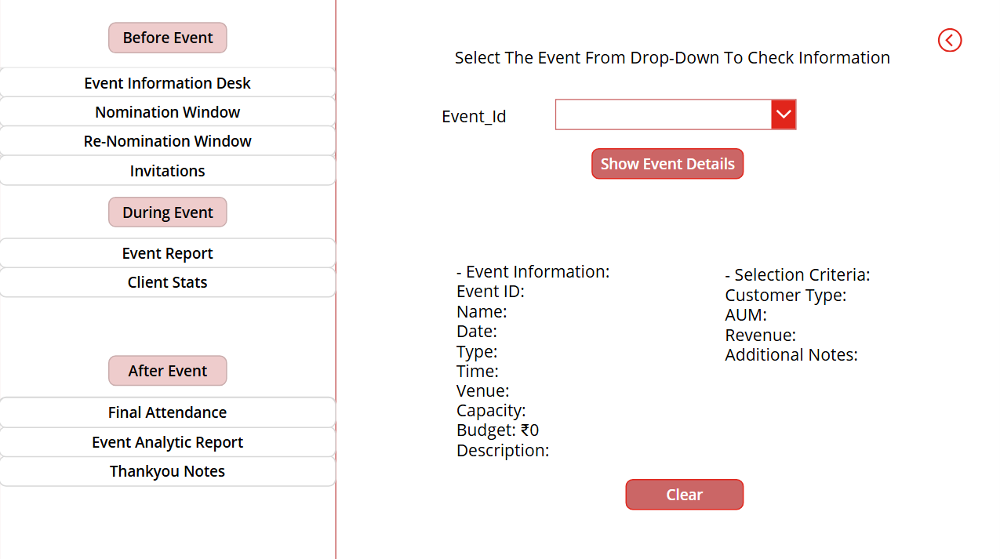 Before Event
Event Information Desk
Nomination Window
Re-Nomination Window
Invitations
During Event
Event Report
Client Stats
After Event
Final Attendance
Event Analytic Report
Thankyou Notes
Select The Event From Drop-Down To Check Information
Event_Id
Show Event Details
- Event Information:
Event ID:
Name:
Date:
Type:
Time:
Venue:
Capacity:
Budget: ₹0
Description:
- Selection Criteria:
Customer Type:
AUM:
Revenue:
Additional Notes:
Clear